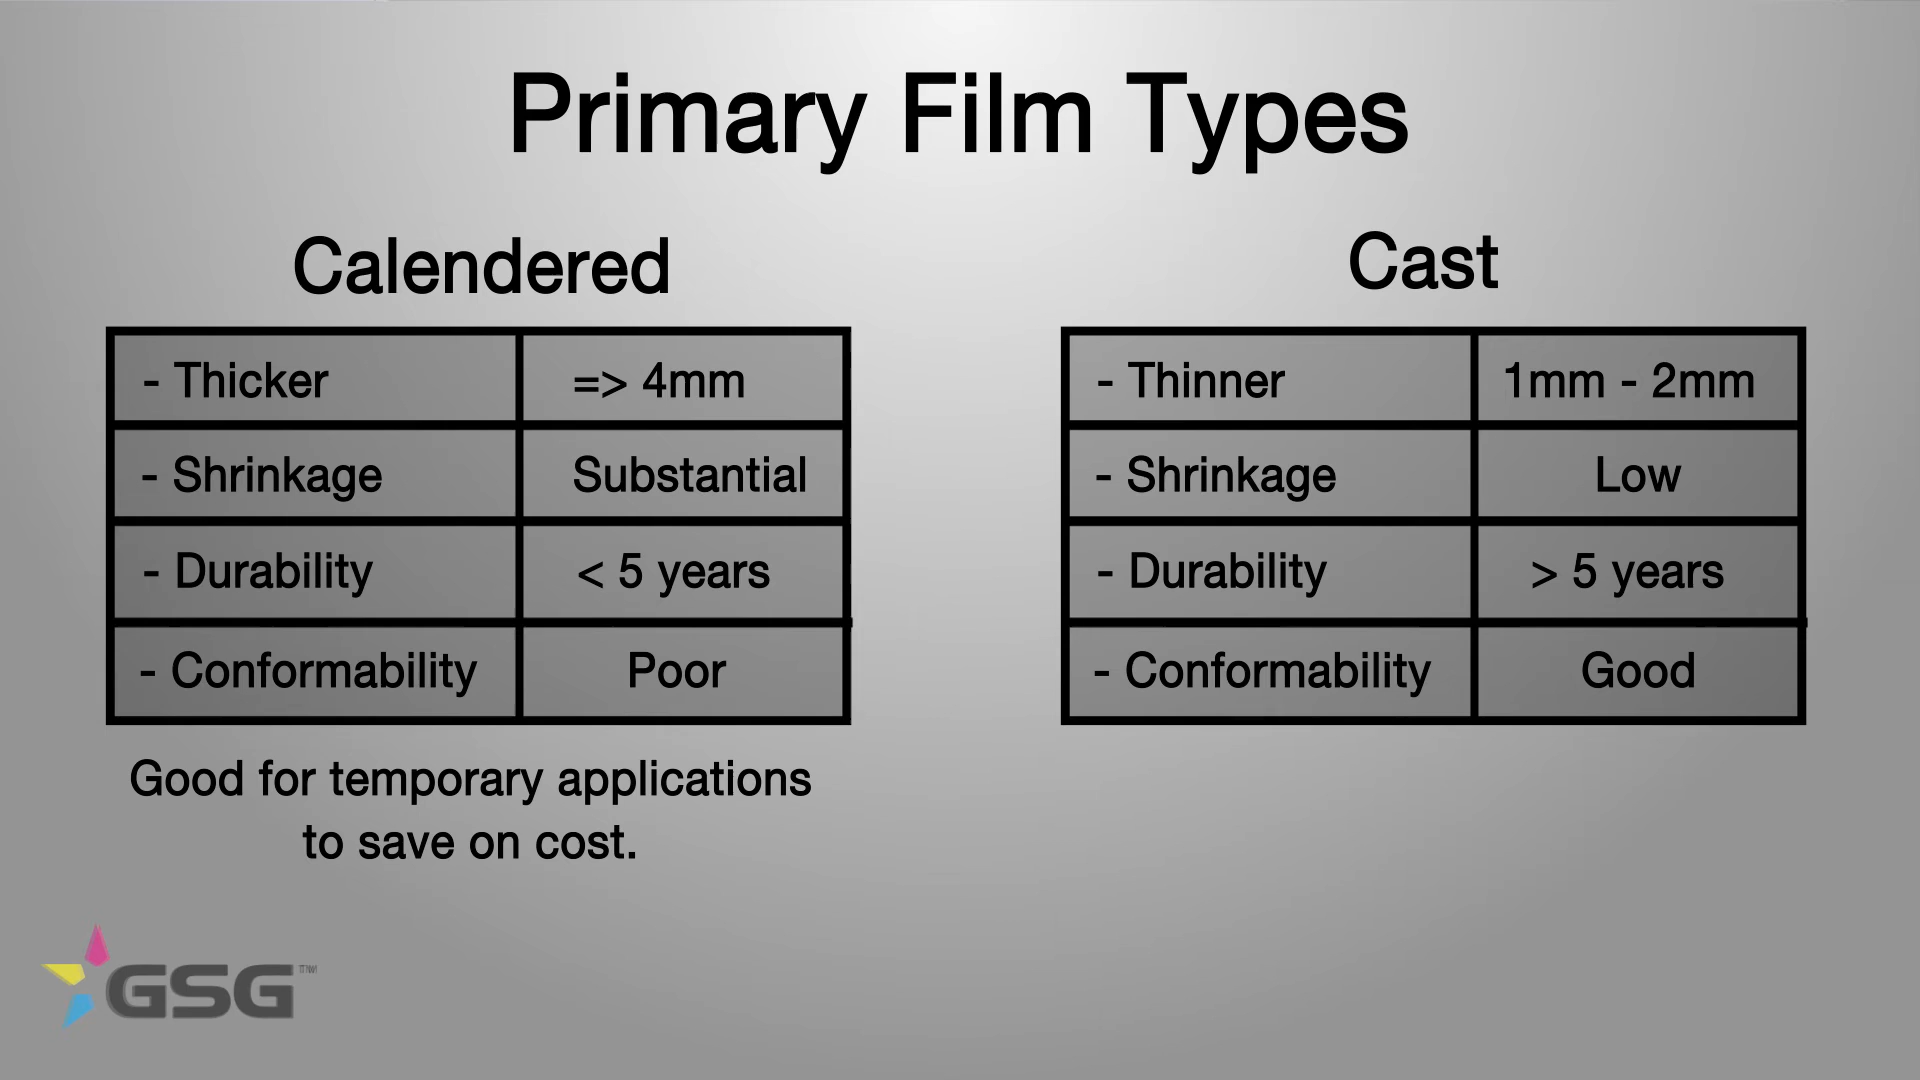 Primary Film Types
Calendered
- Thicker => 4mm
- Shrinkage Substantial
- Durability < 5 years
- Conformability Poor
Good for temporary applications
to save on cost.
Cast
- Thinner 1mm - 2mm
- Shrinkage Low
- Durability > 5 years
- Conformability Good
GSG